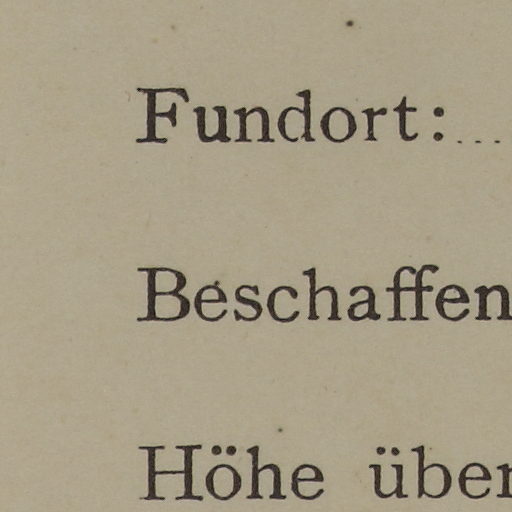 Fundort:...
Beschaffen
Höhe über